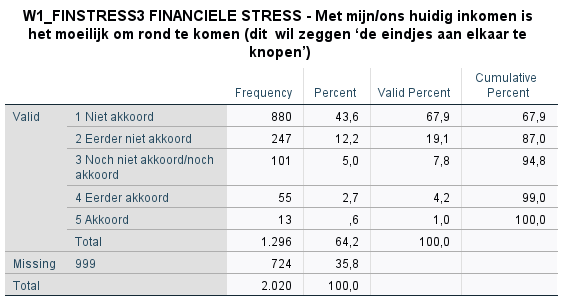 W1_FINSTRESS3 FINANCIELE STRESS - Met mijn/ons huidig inkomen is
het moeilijk om rond te komen (dit wil zeggen ‘de eindjes aan elkaar te
knopen’)
Frequency Percent Valid Percent Cumulative Percent
Valid 1 Niet akkoord 880 43,6 67,9 67,9
2 Eerder niet akkoord 247 12,2 19,1 87,0
3 Noch niet akkoord/noch akkoord 101 5,0 7,8 94,8
4 Eerder akkoord 55 2,7 4,2 99,0
5 Akkoord 13 ,6 1,0 100,0
Total 1.296 64,2 100,0
Missing 999 724 35,8
Total 2.020 100,0